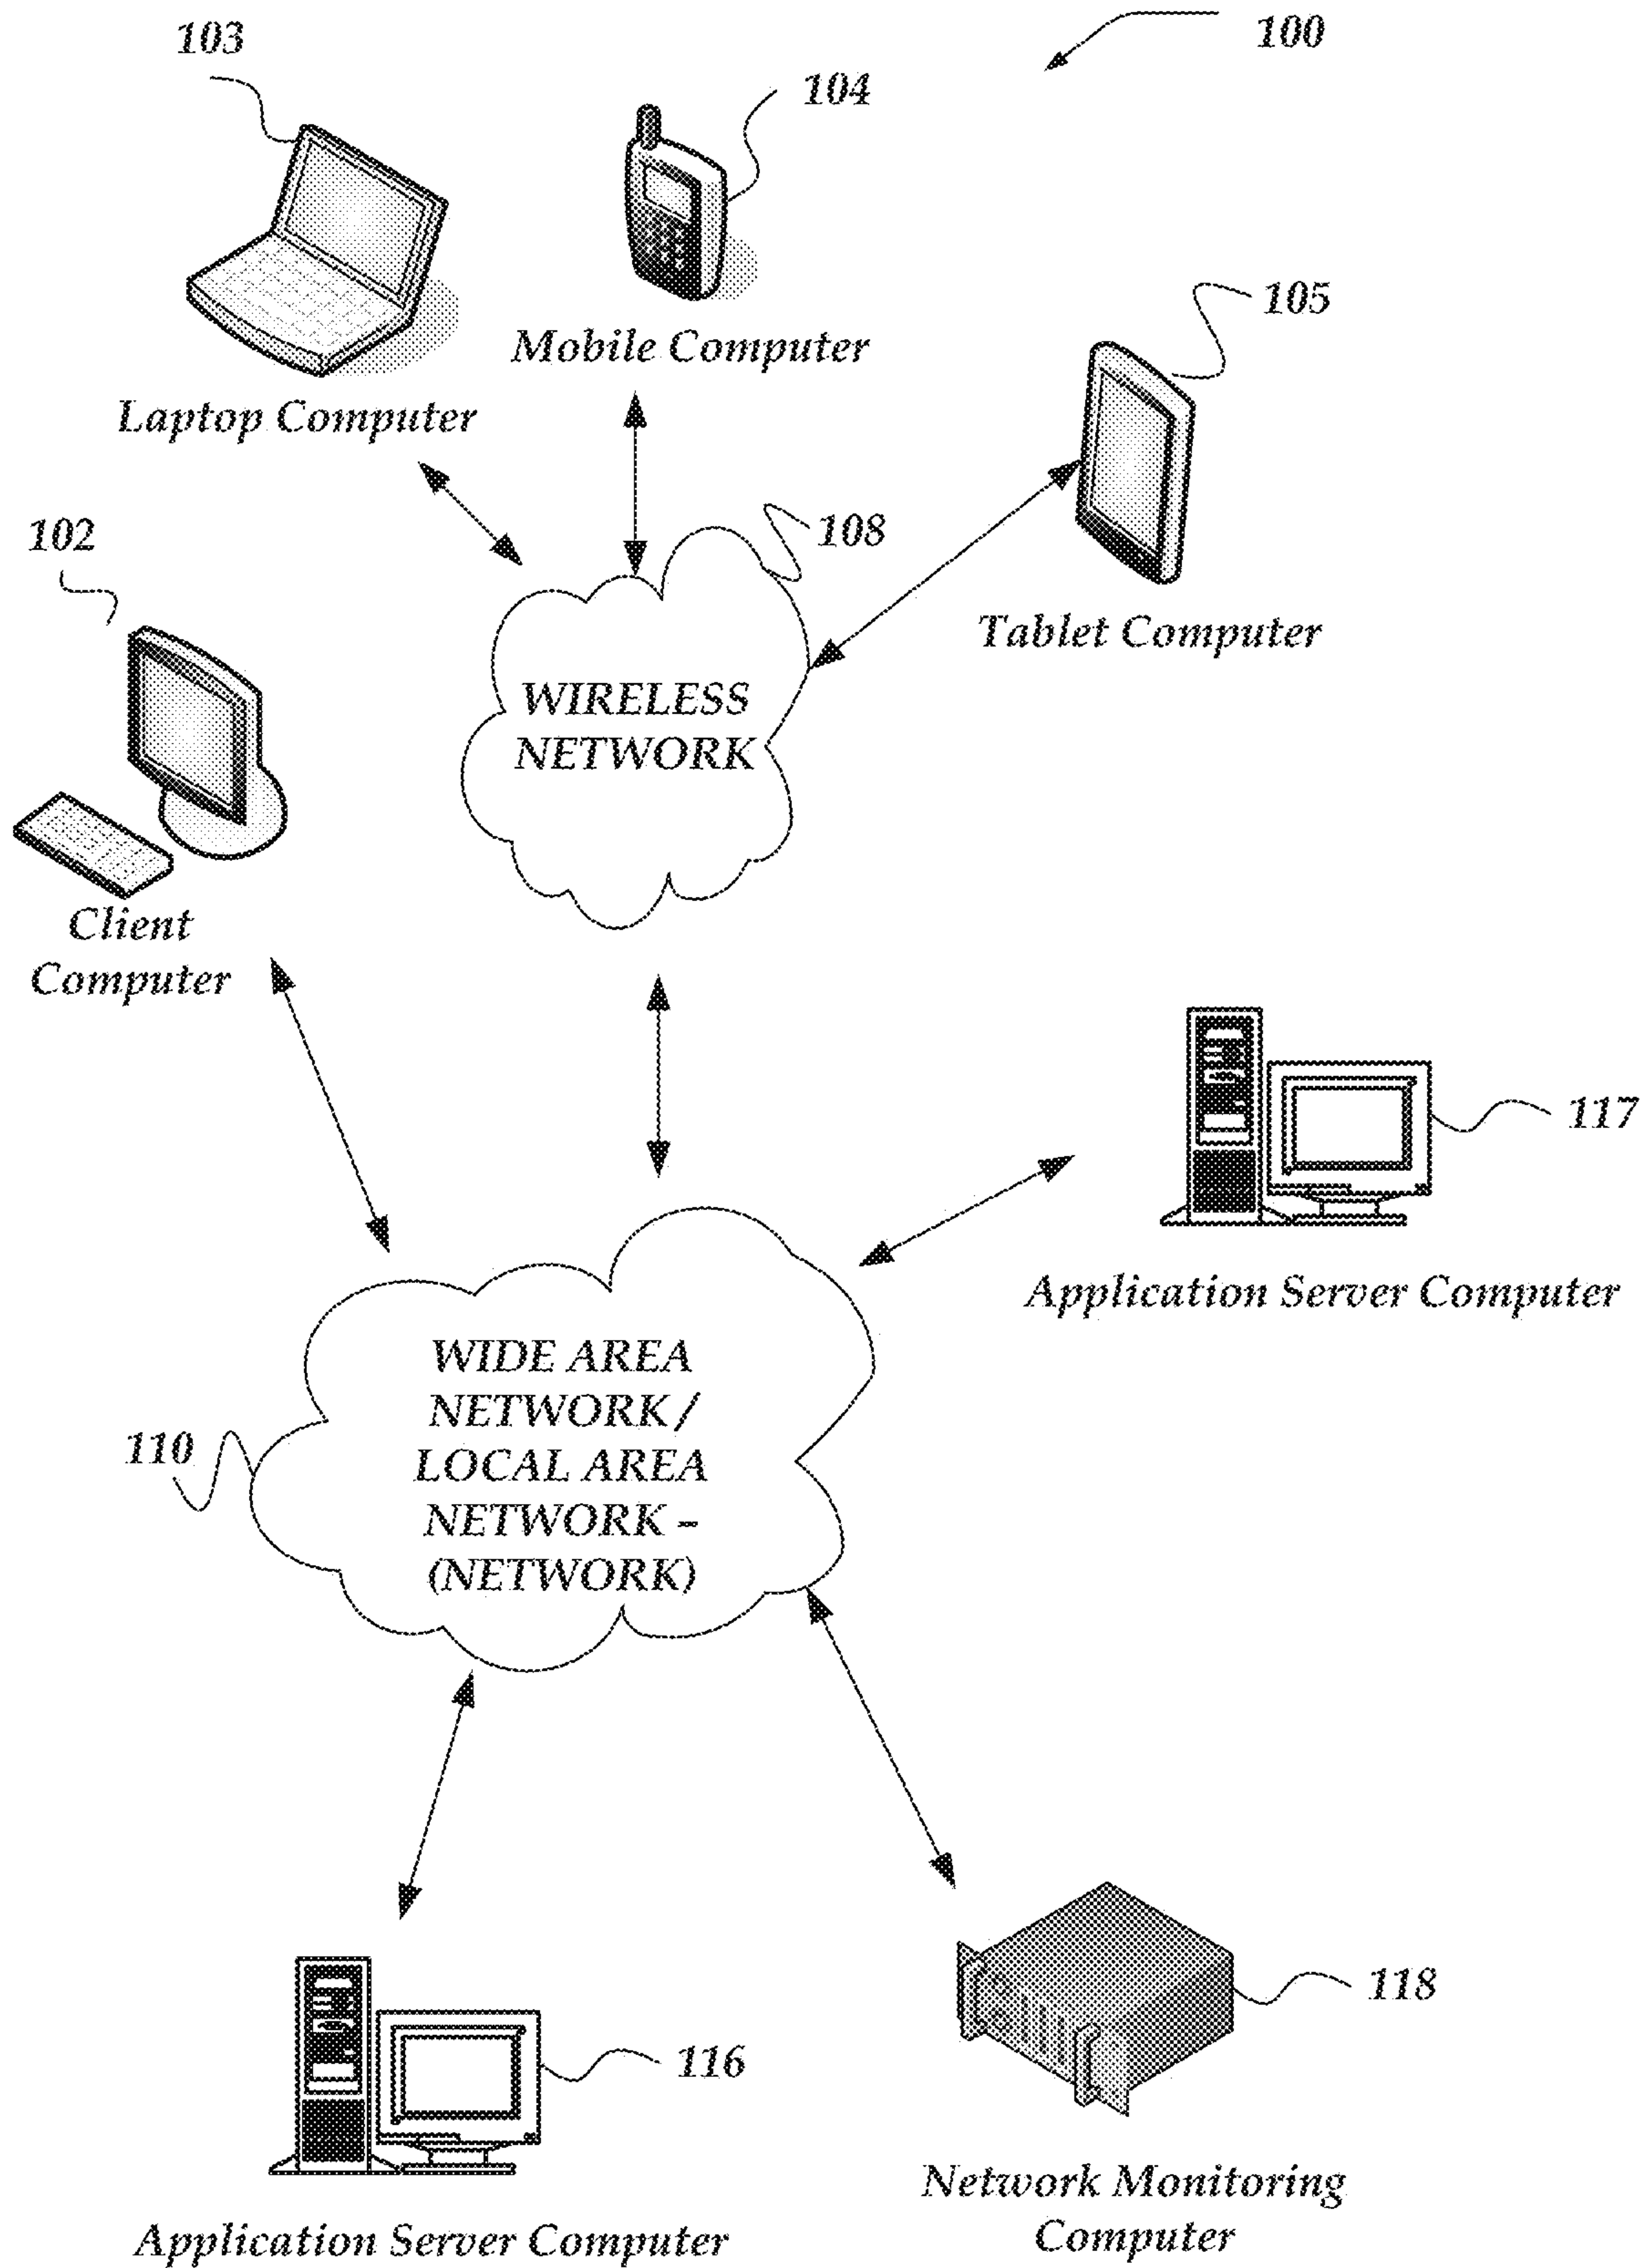 100
103
104
Mobile Computer
105
Laptop Computer
108
102
Tablet Computer
WIRELESS
NETWORK
Client
Computer
117
Application Server Computer
WIDE AREA
NETWORK /
LOCAL AREA
NETWORK –
(NETWORK)
110
118
116
Network Monitoring
Computer
Application Server Computer